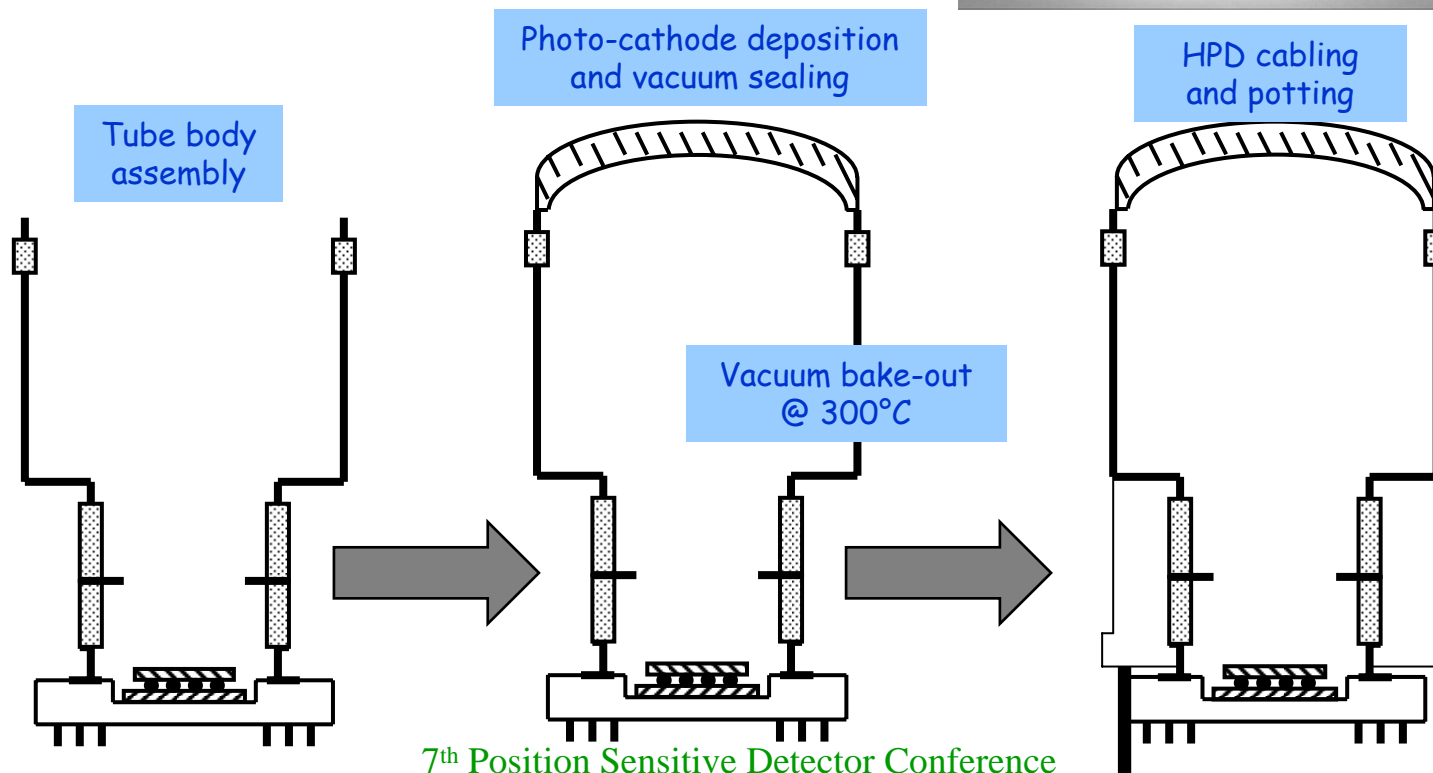 Photo-cathode deposition
and vacuum sealing
HPD cabling
and potting
Tube body
assembly
Vacuum bake-out
@ 300°C
7th Position Sensitive Detector Conference